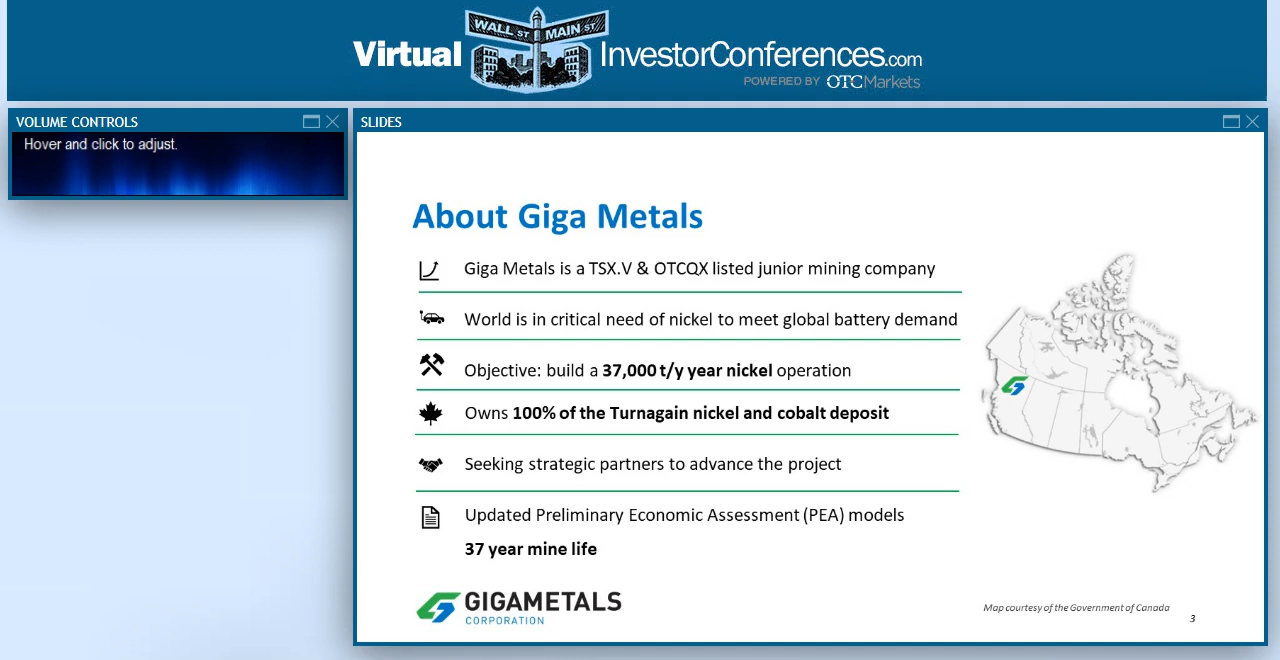 WALL ST MAIN ST
Virtual InvestorConferences.com
POWERED BY OTCMarkets
VOLUME CONTROLS
Hover and click to adjust.
SLIDES
About Giga Metals
Giga Metals is a TSX.V & OTCQX listed junior mining company
World is in critical need of nickel to meet global battery demand
Objective: build a 37,000 t/y year nickel operation
Owns 100% of the Turnagain nickel and cobalt deposit
Seeking strategic partners to advance the project
Updated Preliminary Economic Assessment (PEA) models
37 year mine life
GIGAMETALS
CORPORATION
Map courtesy of the Government of Canada
3